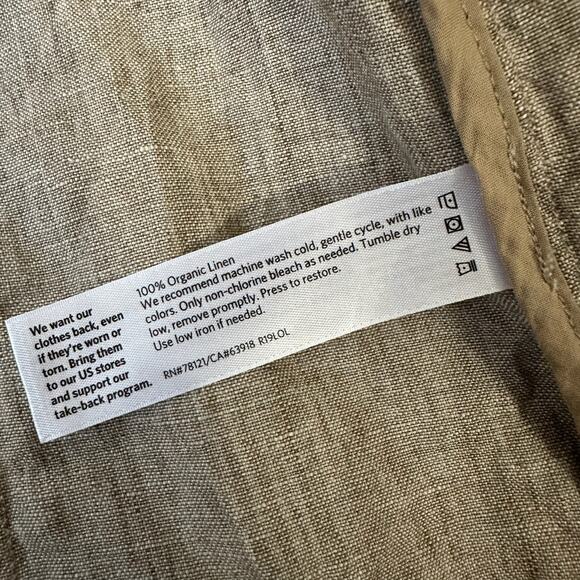 We want our
clothes back, even
if they're worn or
torn. Bring them
to our US stores
and support our
take-back program.
100% Organic Linen
We recommend machine wash cold, gentle cycle, with like
colors. Only non-chlorine bleach as needed. Tumble dry
low, remove promptly. Press to restore.
Use low iron if needed.
RN#78121/CA#63918 R19LOL